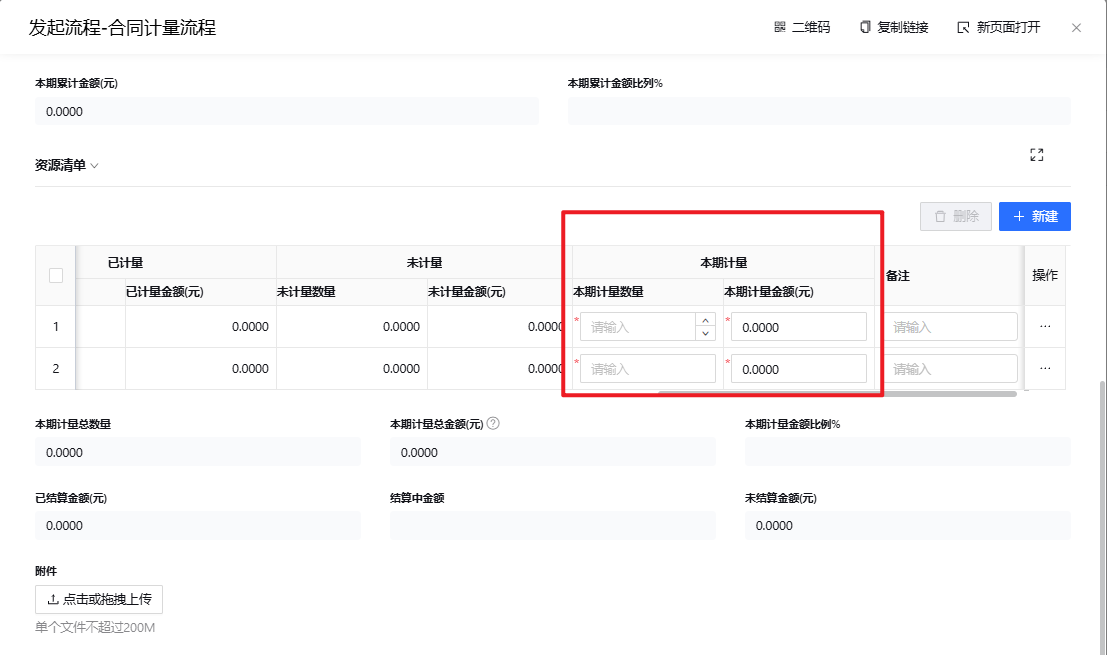 发起流程-合同计量流程 二维码 复制链接 新页面打开
本期累计金额(元) 本期累计金额比列%
0.0000
资源清单
删除 新建
已计量 未计量 本期计量 备注 操作
已计量金额(元) 未计量数量 未计量金额(元) 本期计量数量 本期计量金额(元)
1 0.0000 0.0000 0.0000 * 请输入 * 0.0000 请输入 ...
2 0.0000 0.0000 0.0000 * 请输入 * 0.0000 请输入 ...
本期计量总数量 本期计量总金额(元) 本期计量金额比例%
0.0000 0.0000
已结算金额(元) 结算中金额 未结算金额(元)
0.0000 0.0000
附件
点击或拖拽上传
单个文件不超过200M